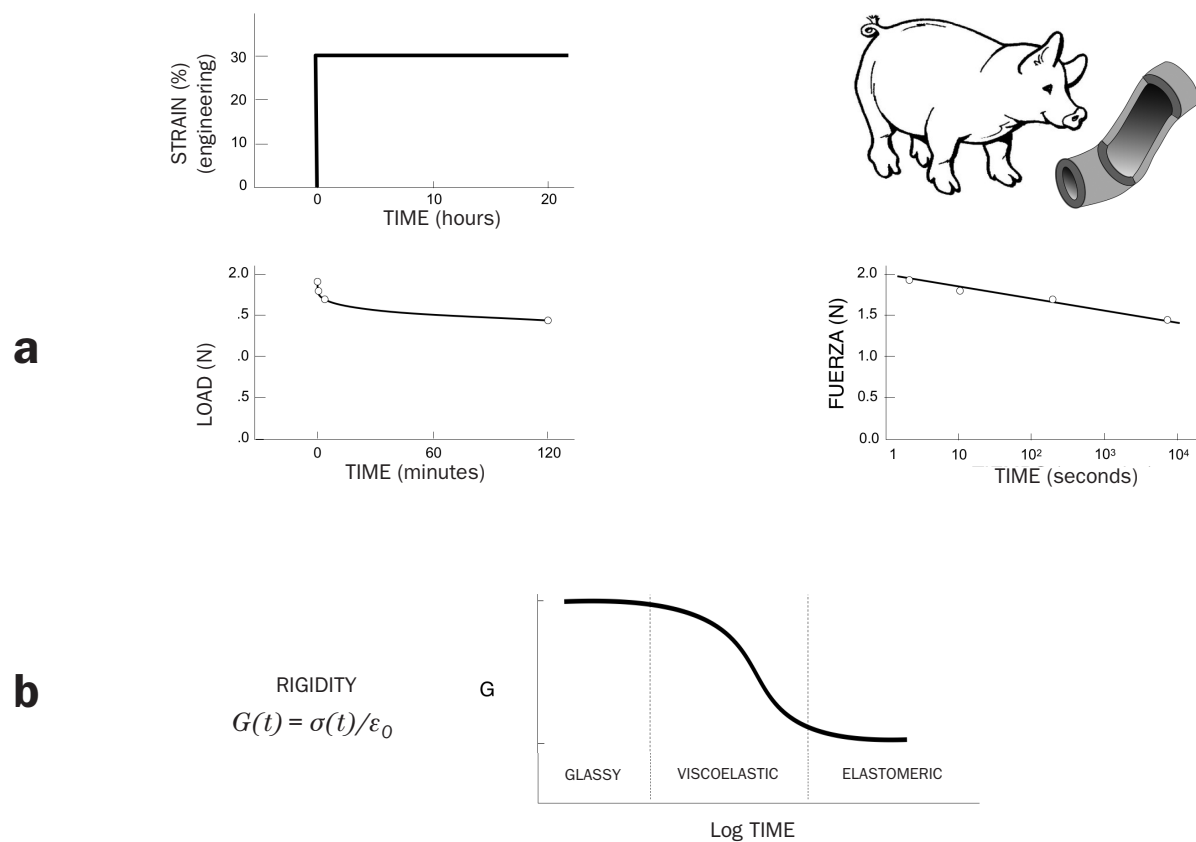 STRAIN (%)
(engineering)
30
20
10
0
0 10 20
TIME (hours)
a
LOAD (N)
2.0
.5
.0
.5
.0
0 60 120
TIME (minutes)
FUERZA (N)
2.0
1.5
1.0
0.5
0.0
1 10 10² 10³ 10⁴
TIME (seconds)
b
RIGIDITY
G(t) = σ(t)/ε₀
G
GLASSY VISCOELASTIC ELASTOMERIC
Log TIME